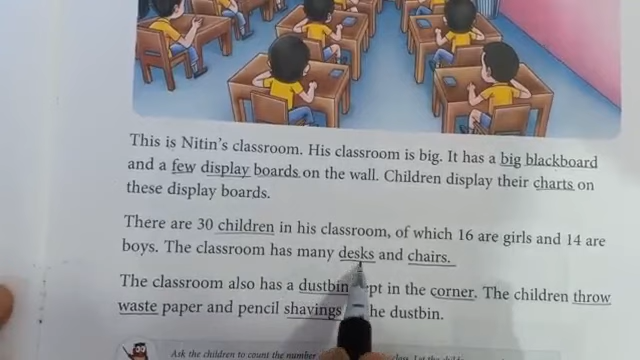 This is Nitin's classroom. His classroom is big. It has a big blackboard
and a few display boards on the wall. Children display their charts on
these display boards.
There are 30 children in his classroom, of which 16 are girls and 14 are
boys. The classroom has many desks and chairs.
The classroom also has a dustbin ept in the corner. The children throw
waste paper and pencil shavings he dustbin.
Ask the children to count the number class.